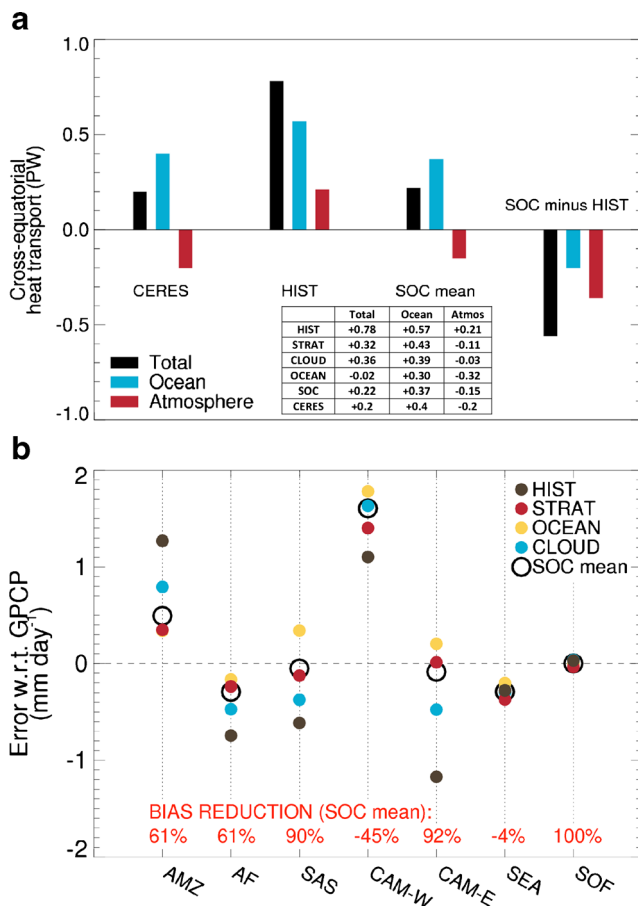 a
1.0
0.5
0.0
-0.5
-1.0
Cross-equatorial
heat transport (PW)
CERES
HIST
SOC mean
SOC minus HIST
Total
Ocean
Atmosphere
Total Ocean Atmos
HIST +0.78 +0.57 +0.21
STRAT +0.32 +0.43 -0.11
CLOUD +0.36 +0.39 -0.03
OCEAN -0.02 +0.30 -0.32
SOC +0.22 +0.37 -0.15
CERES +0.2 +0.4 -0.2
b
2
1
0
-1
-2
Error w.r.t. GPCP
(mm day-1)
HIST
STRAT
OCEAN
CLOUD
SOC mean
BIAS REDUCTION (SOC mean):
61% 61% 90% -45% 92% -4% 100%
AMZ AF SAS CAM-W CAM-E SEA SOF